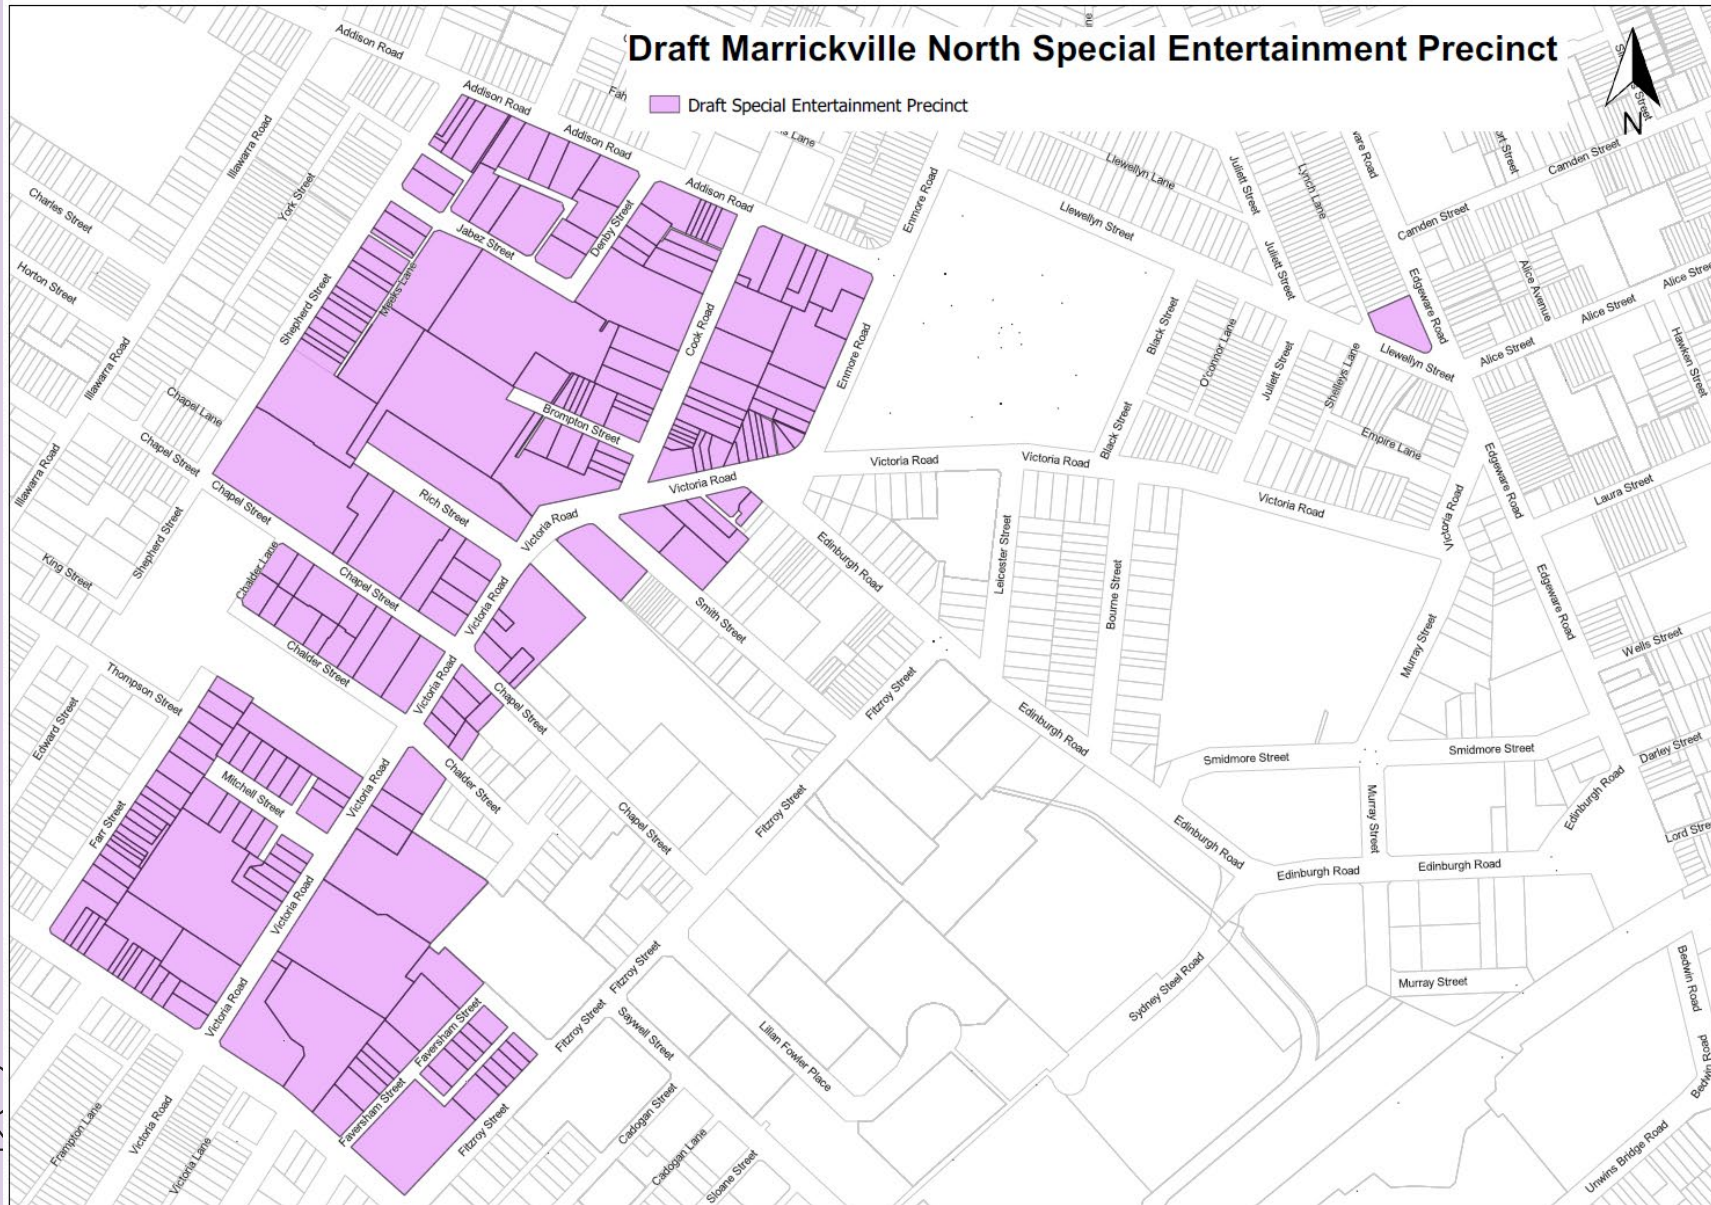 Draft Marrickville North Special Entertainment Precinct
Draft Special Entertainment Precinct
N
Addison Road
Addison Road
Addison Road
Addison Road
Fah
s Lane
Illawarra Road
York Street
Charles Street
Horton Street
Shepherd Street
Meeks Lane
Jabez Street
Denby Street
Cook Road
Enmore Road
Enmore Road
Llewellyn Lane
Llewellyn Street
Juliett Street
Lynch Lane
ware Road
ort Street
Camden Street
Camden Street
Juliett Street
Edgeware Road
Alice Avenue
Alice Street
Alice Stree
Alice Street
Hawken Street
Llewellyn Street
Black Street
O'connor Lane
Juliett Street
Shelleys Lane
Empire Lane
Black Street
Illawarra Road
Chapel Lane
Chapel Street
Illawarra Road
Brompton Street
Victoria Road
Victoria Road
Victoria Road
Victoria Road
Victoria Road
Edgeware Road
Laura Street
Rich Street
Victoria Road
Chapel Street
Shepherd Street
King Street
Chalder Lane
Chapel Street
Victoria Road
Edinburgh Road
Leicester Street
Bourne Street
Smith Street
Edgeware Road
Murray Street
Wells Street
Chalder Street
Victoria Road
Chapel Street
Fitzroy Street
Thompson Street
Edward Street
Edinburgh Road
Smidmore Street
Smidmore Street
Darley Street
Mitchell Street
Victoria Road
Chalder Street
Chapel Street
Fitzroy Street
Farr Street
Murray Street
Edinburgh Road
Edinburgh Road
Edinburgh Road
Edinburgh Road
Lord Stre
Victoria Road
Fitzroy Street
Sydney Steel Road
Murray Street
Bedwin Road
Victoria Road
Faversham Street
Fitzroy Street
Saywell Street
Lilian Fowler Place
Faversham Street
Fitzroy Street
Cadogan Street
Cadogan Lane
Sloane Street
Frampton Lane
Victoria Road
Victoria Lane
Unwins Bridge Road